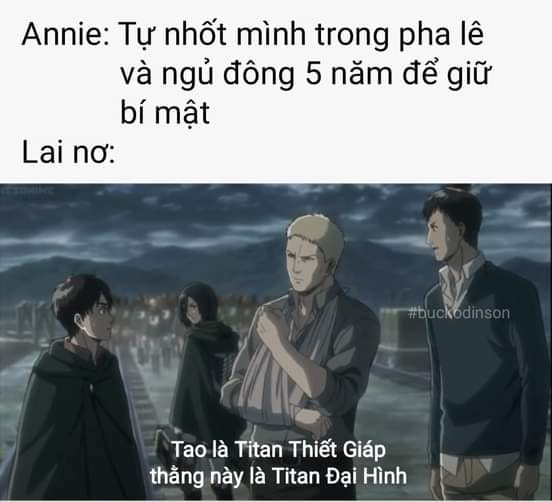 Annie: Tự nhốt mình trong pha lê
và ngủ đông 5 năm để giữ
bí mật
Lai nơ:
#buckodinson
Tao là Titan Thiết Giáp
thằng này là Titan Đại Hình